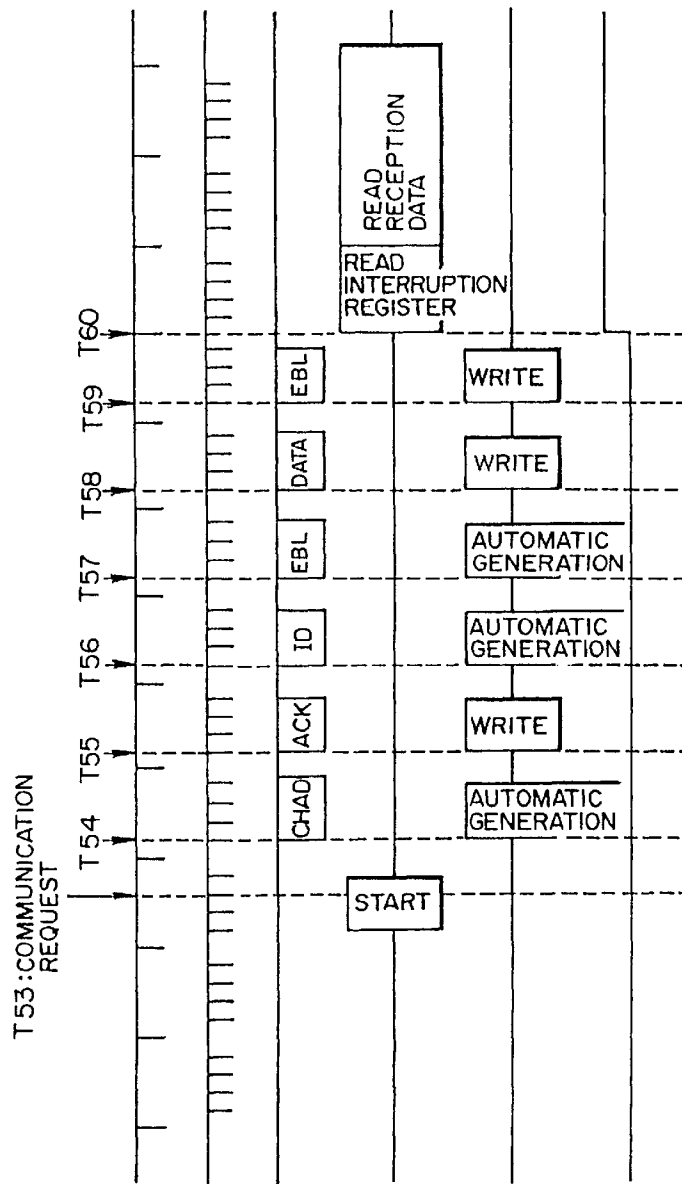 READ
RECEPTION
DATA
READ
INTERRUPTION
REGISTER
T60
EBL
WRITE
T59
DATA
WRITE
T58
EBL
AUTOMATIC
GENERATION
T57
ID
AUTOMATIC
GENERATION
T56
ACK
WRITE
T55
CHAD
AUTOMATIC
GENERATION
T54
T53:COMMUNICATION
REQUEST
START